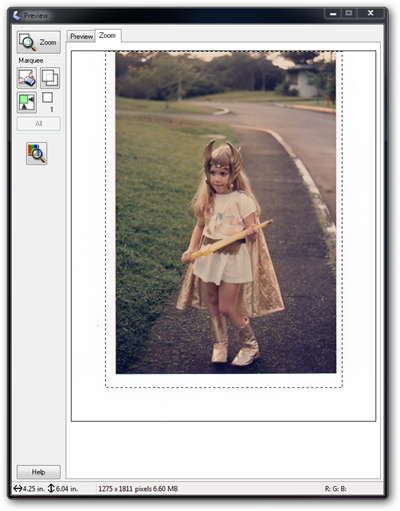 Preview
Zoom
Preview Zoom
Marquee
1
All
Help
4.25 in. 6.04 in. 1275 x 1811 pixels 6.60 MB R: G: B: